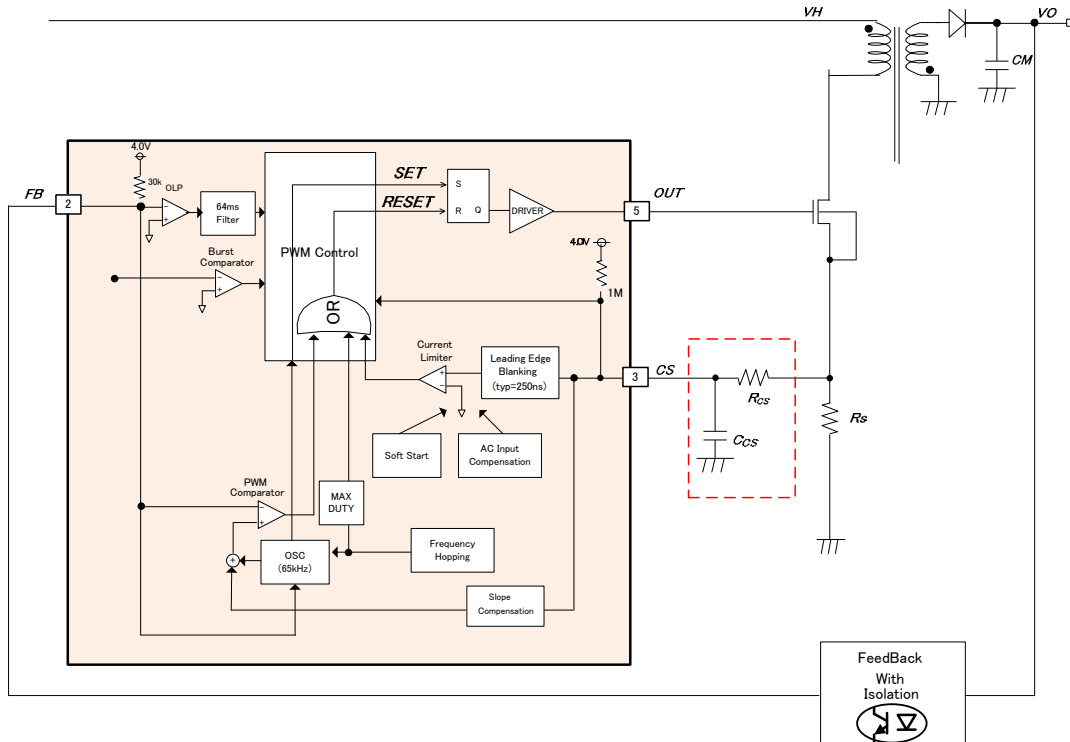 VH
VO
CM
4.0V
30k
OLP
FB
2
64ms
Filter
SET
RESET
S
R
Q
DRIVER
5
OUT
PWM Control
4.0V
1M
Burst
Comparator
OR
Current
Limiter
Leading Edge
Blanking
(typ=250ns)
3
CS
RCS
CCS
Rs
Soft Start
AC Input
Compensation
PWM
Comparator
MAX
DUTY
OSC
(65kHz)
Frequency
Hopping
Slope
Compensation
FeedBack
With
Isolation